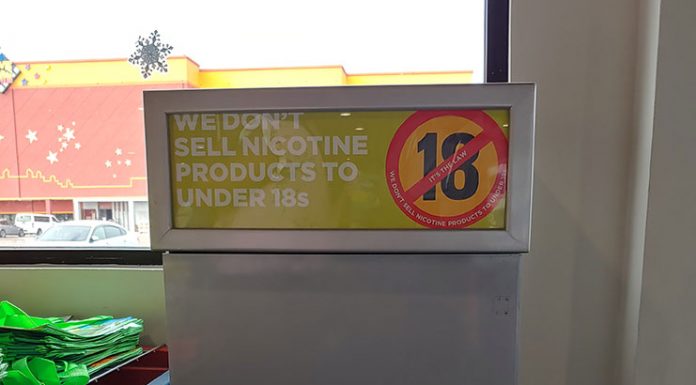 WE DON'T
SELL NICOTINE
PRODUCTS TO
UNDER 18s
18
IT'S THE LAW
WE DON'T SELL NICOTINE PRODUCTS TO UNDER